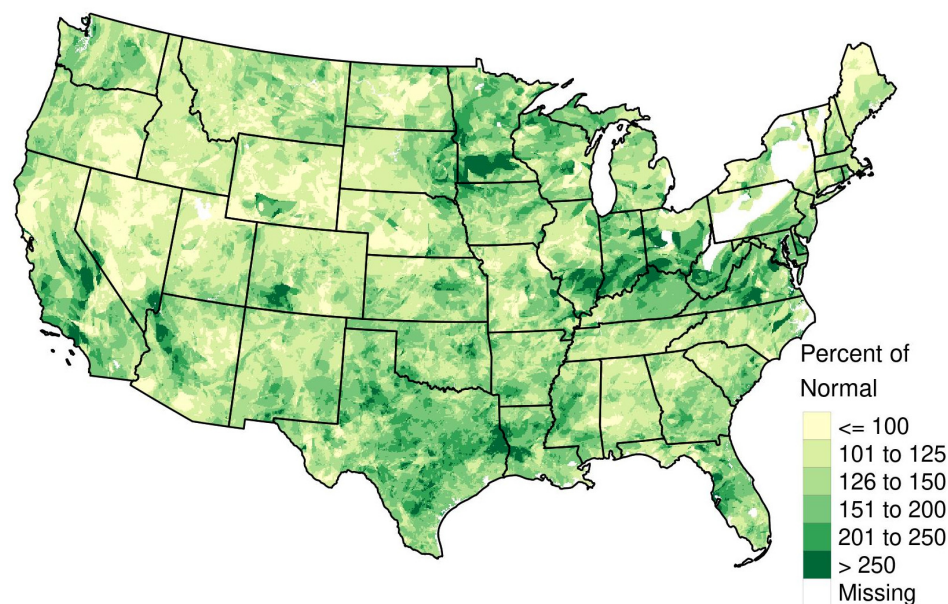 Percent of
Normal
<= 100
101 to 125
126 to 150
151 to 200
201 to 250
> 250
Missing